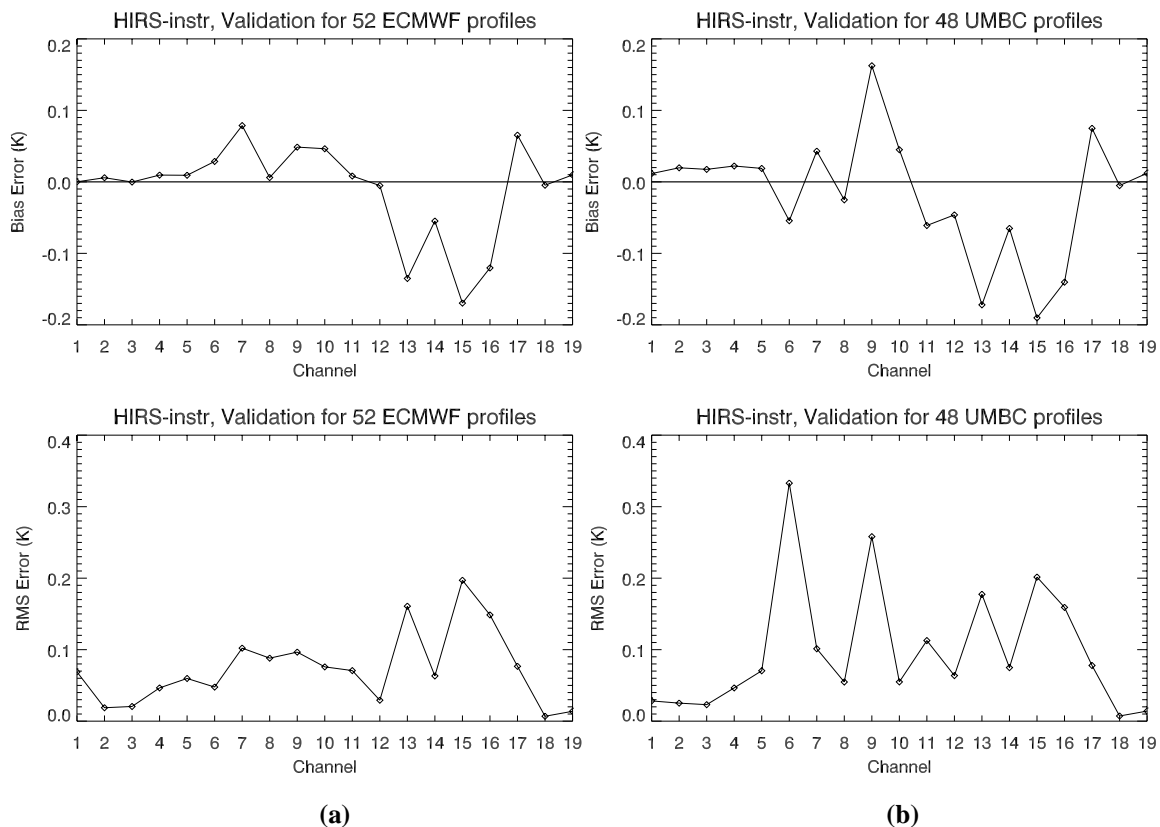 HIRS-instr, Validation for 52 ECMWF profiles
0.2
0.1
0.0
-0.1
-0.2
Bias Error (K)
1 2 3 4 5 6 7 8 9 10 11 12 13 14 15 16 17 18 19
Channel
HIRS-instr, Validation for 48 UMBC profiles
0.2
0.1
0.0
-0.1
-0.2
Bias Error (K)
1 2 3 4 5 6 7 8 9 10 11 12 13 14 15 16 17 18 19
Channel
HIRS-instr, Validation for 52 ECMWF profiles
0.4
0.3
0.2
0.1
0.0
RMS Error (K)
1 2 3 4 5 6 7 8 9 10 11 12 13 14 15 16 17 18 19
Channel
HIRS-instr, Validation for 48 UMBC profiles
0.4
0.3
0.2
0.1
0.0
RMS Error (K)
1 2 3 4 5 6 7 8 9 10 11 12 13 14 15 16 17 18 19
Channel
(a)
(b)